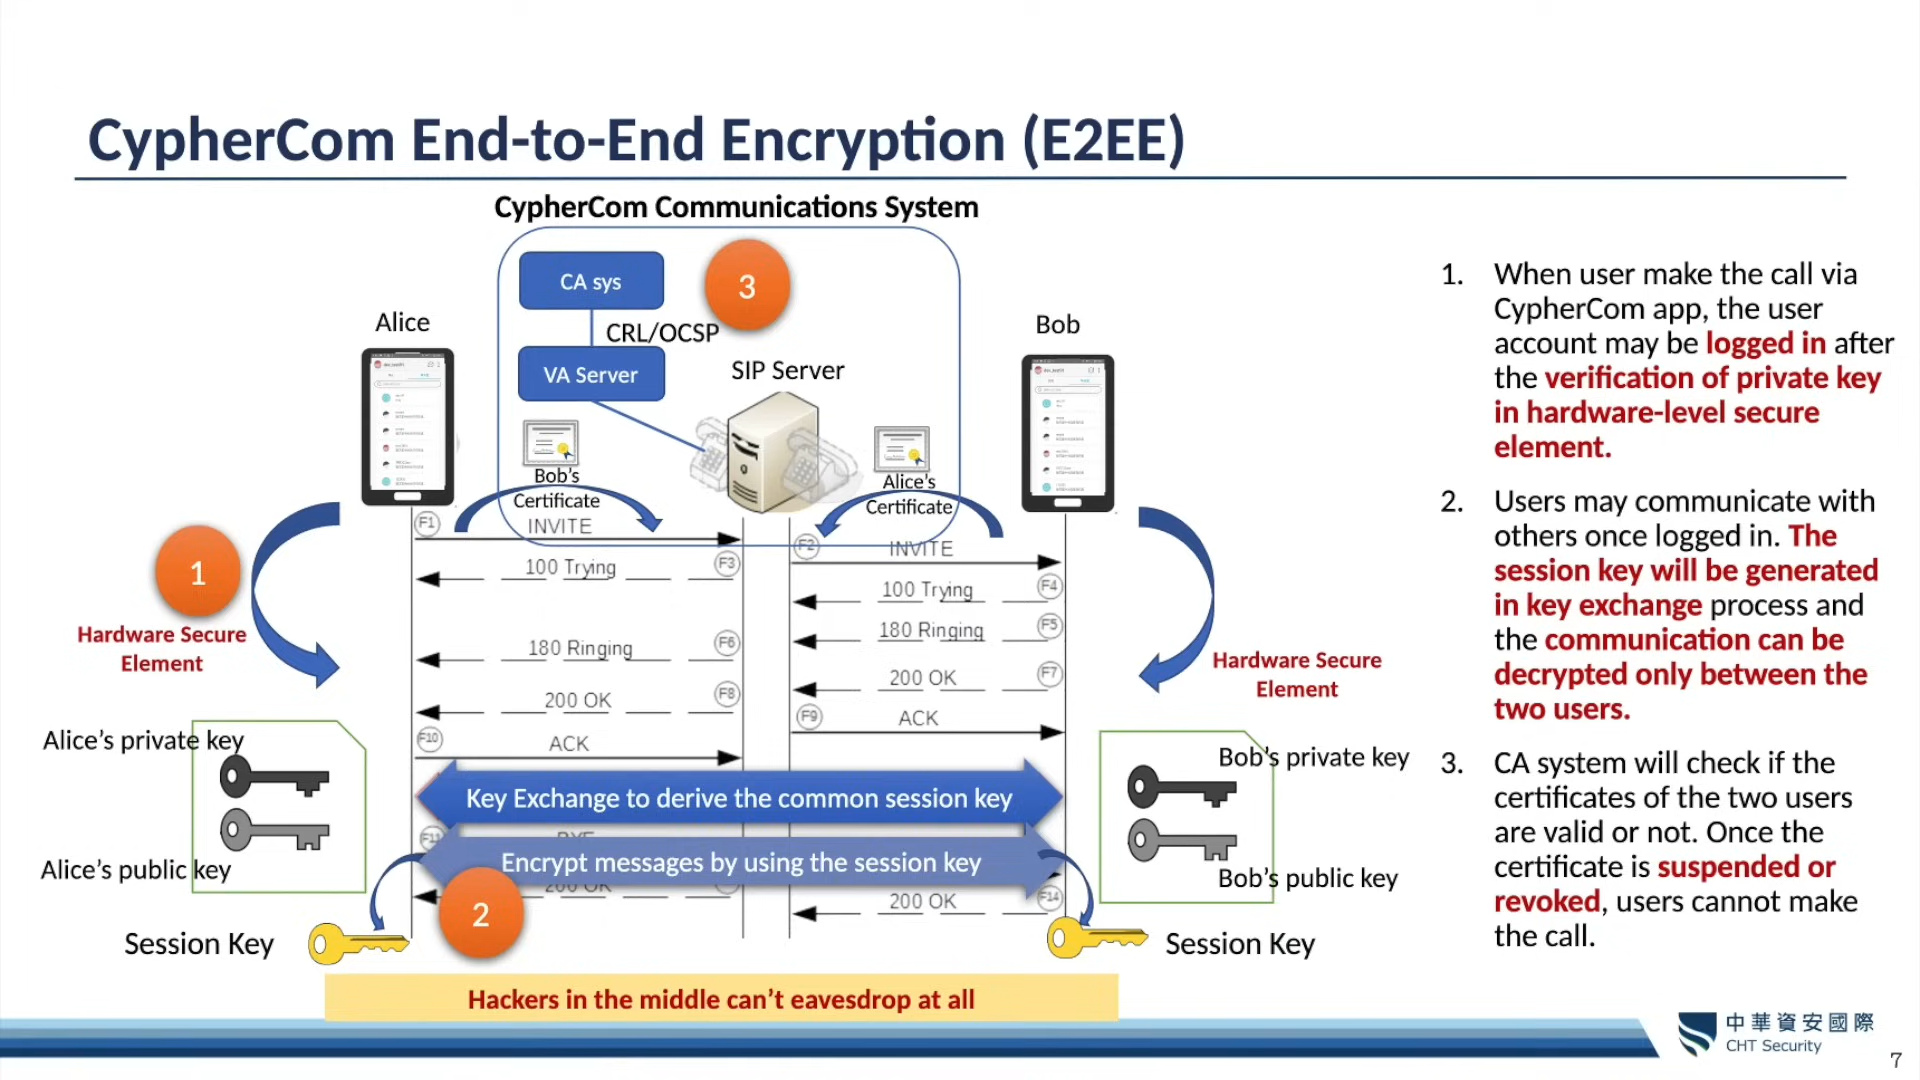 CypherCom End-to-End Encryption (E2EE)
CypherCom Communications System
CA sys
3
CRL/OCSP
VA Server
SIP Server
Alice
Bob
Bob's
Certificate
Alice's
Certificate
F1
INVITE
F2
INVITE
100 Trying
F3
100 Trying
F4
180 Ringing
F5
180 Ringing
F6
200 OK
F7
200 OK
F8
F9
ACK
F10
ACK
1
Hardware Secure
Element
Hardware Secure
Element
Alice's private key
Alice's public key
Bob's private key
Bob's public key
Key Exchange to derive the common session key
Encrypt messages by using the session key
BYE
200 OK
200 OK
F14
2
Session Key
Session Key
Hackers in the middle can't eavesdrop at all
1. When user make the call via
CypherCom app, the user
account may be logged in after
the verification of private key
in hardware-level secure
element.
2. Users may communicate with
others once logged in. The
session key will be generated
in key exchange process and
the communication can be
decrypted only between the
two users.
3. CA system will check if the
certificates of the two users
are valid or not. Once the
certificate is suspended or
revoked, users cannot make
the call.
中華資安國際
CHT Security
7